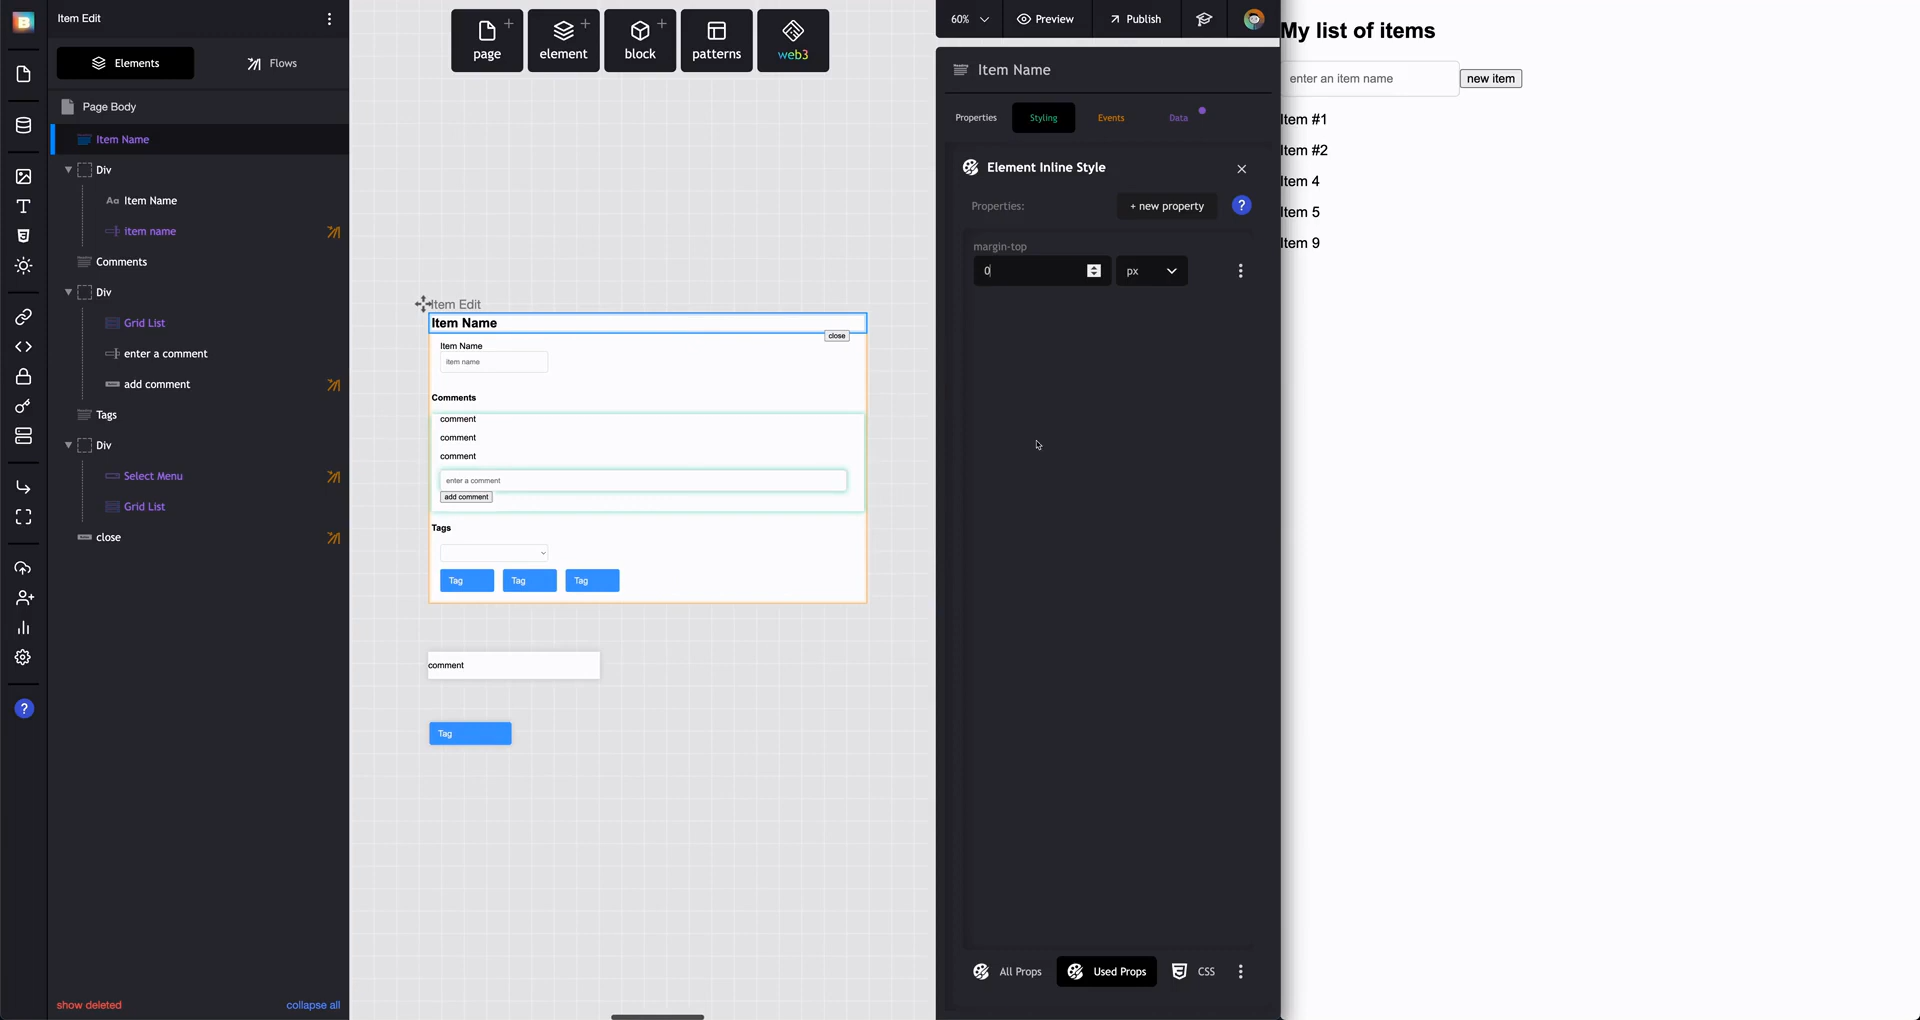 Item Edit
Elements
Flows
Page Body
Item Name
Div
Aa Item Name
item name
Comments
Div
Grid List
enter a comment
add comment
Tags
Div
Select Menu
Grid List
close
show deleted
collapse all
page
element
block
patterns
web3
Item Edit
Item Name
close
Item Name
item name
Comments
comment
comment
comment
enter a comment
add comment
Tags
Tag
Tag
Tag
comment
Tag
60%
Preview
Publish
Item Name
Properties
Styling
Events
Data
Element Inline Style
Properties:
+ new property
?
margin-top
0
px
All Props
Used Props
CSS
My list of items
enter an item name
new item
Item #1
Item #2
Item 4
Item 5
Item 9
B
?